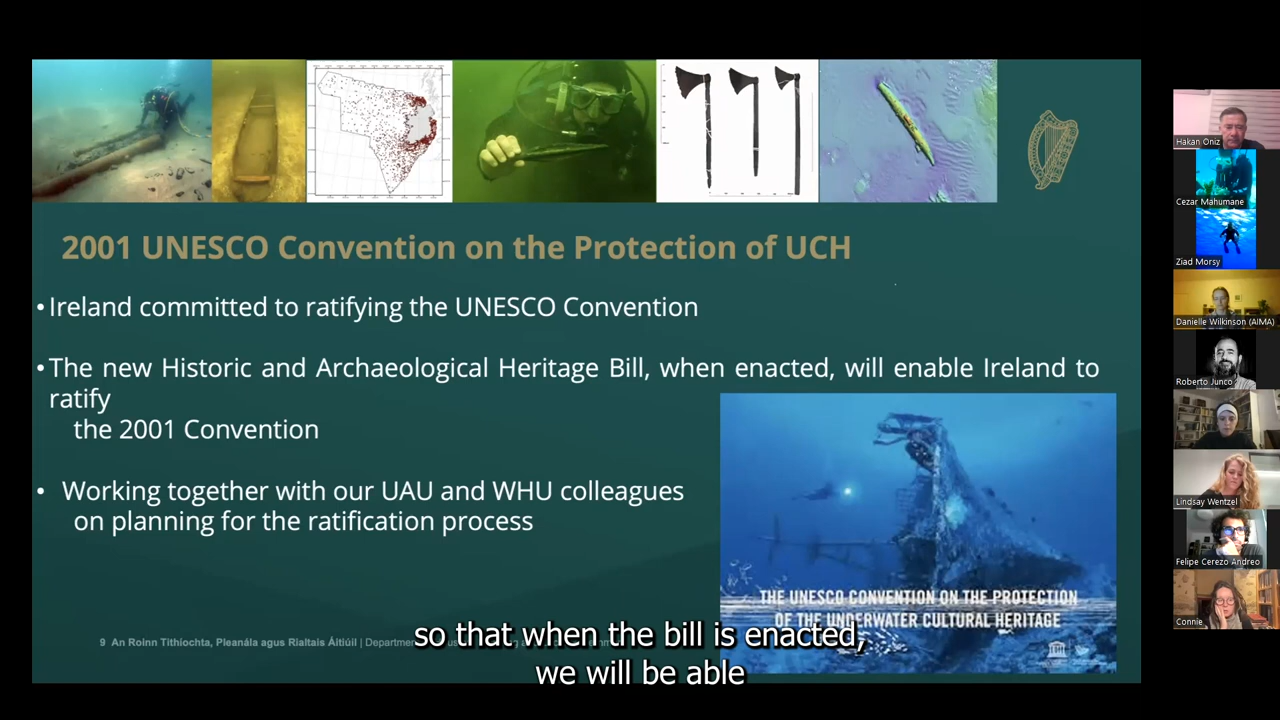 2001 UNESCO Convention on the Protection of UCH
•Ireland committed to ratifying the UNESCO Convention
•The new Historic and Archaeological Heritage Bill, when enacted, will enable Ireland to
ratify
the 2001 Convention
• Working together with our UAU and WHU colleagues
on planning for the ratification process
THE UNESCO CONVENTION ON THE PROTECTION
OF THE UNDERWATER CULTURAL HERITAGE
9 An Roinn Tithíochta, Pleanála agus Rialtais Áitiúil |
so that when the bill is enacted,
we will be able
Hakan Öniz
Cezar Mahumane
Ziad Morsy
Danielle Wilkinson (AIMA)
Roberto Junco
Lindsay Wentzel
Felipe Cerezo Andreo
Connie